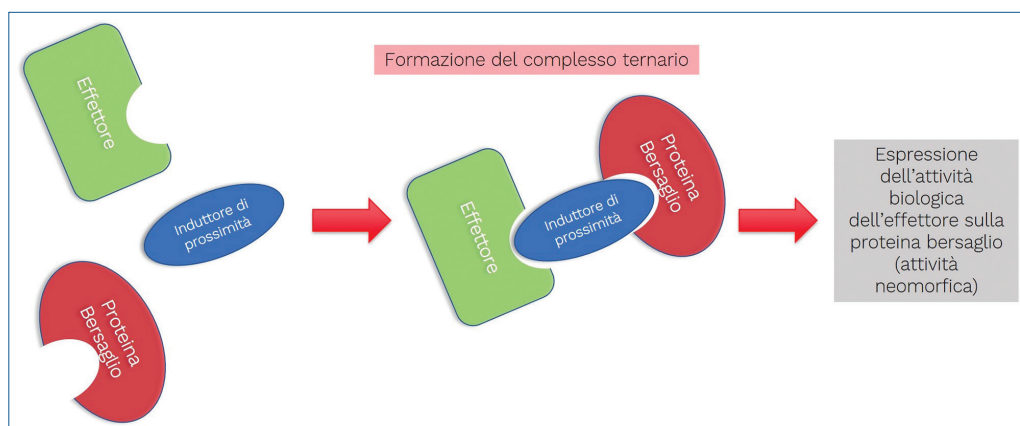 Formazione del complesso ternario
Effettore
Induttore di
prossimità
Proteina
Bersaglio
Effettore
Induttore di
prossimità
Proteina
Bersaglio
Espressione
dell'attività
biologica
dell'effettore sulla
proteina bersaglio
(attività
neomorfica)